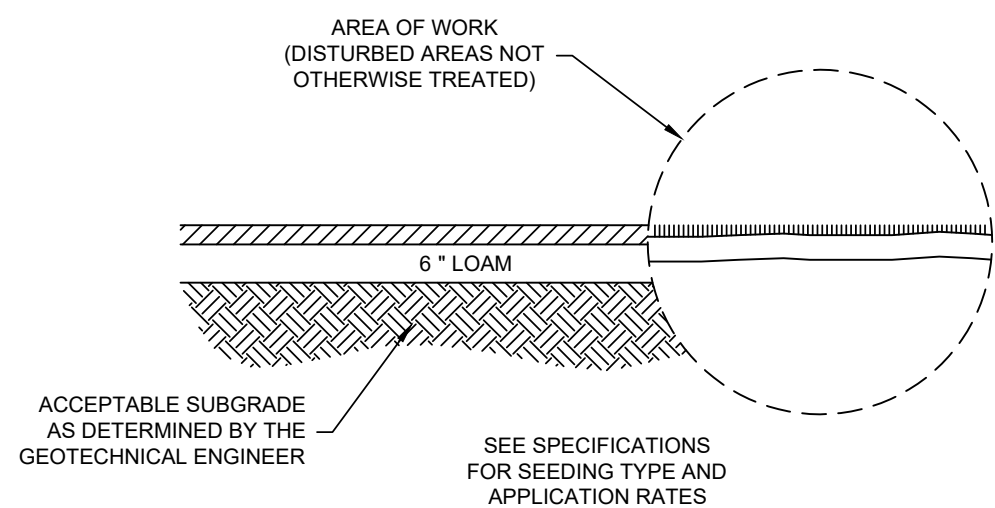 AREA OF WORK
(DISTURBED AREAS NOT
OTHERWISE TREATED)
6 " LOAM
ACCEPTABLE SUBGRADE
AS DETERMINED BY THE
GEOTECHNICAL ENGINEER
SEE SPECIFICATIONS
FOR SEEDING TYPE AND
APPLICATION RATES